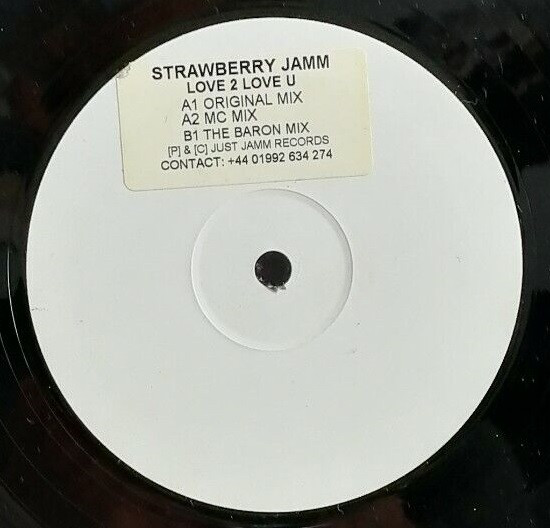 STRAWBERRY JAMM
LOVE 2 LOVE U
A1 ORIGINAL MIX
A2 MC MIX
B1 THE BARON MIX
[P] & [C] JUST JAMM RECORDS
CONTACT: +44 01992 634 274